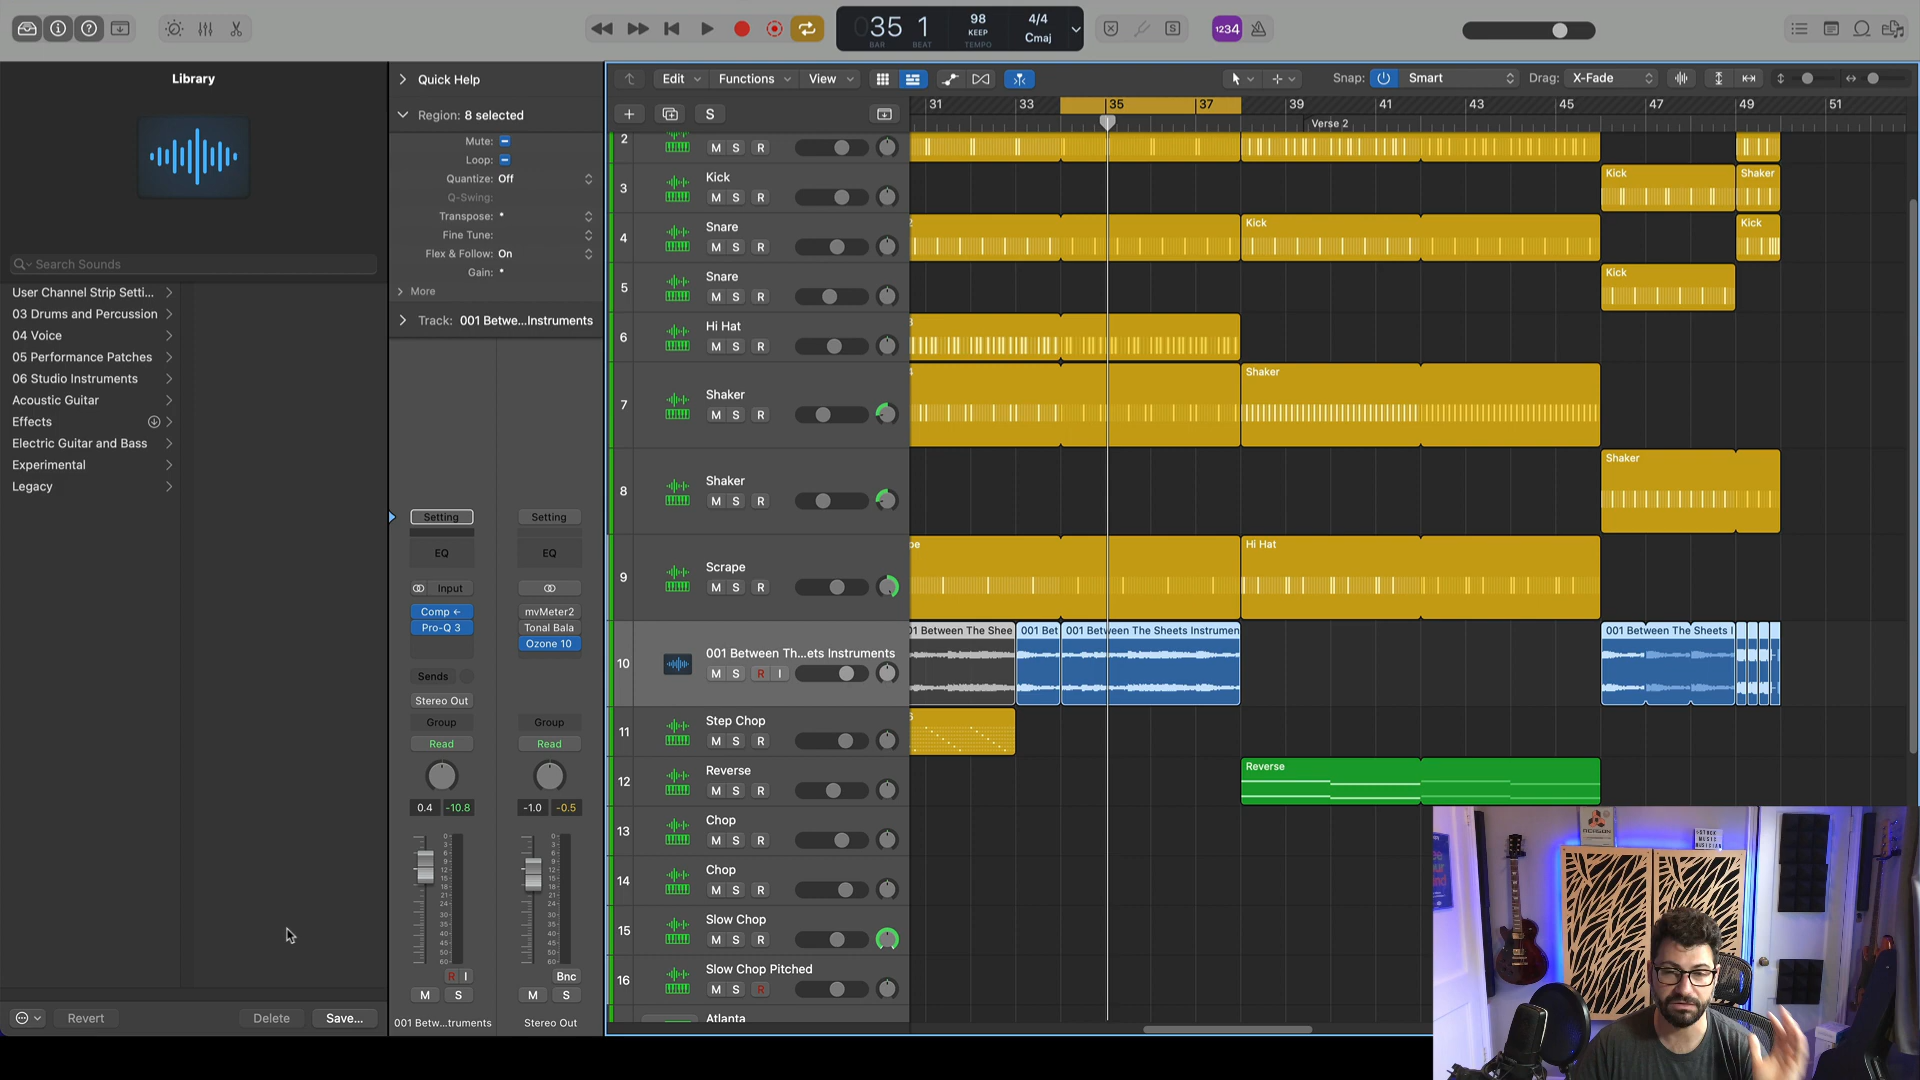 1234
35 1
BAR BEAT
98
KEEP
TEMPO
4/4
Cmaj
Library
Search Sounds
User Channel Strip Setti...
03 Drums and Percussion
04 Voice
05 Performance Patches
06 Studio Instruments
Acoustic Guitar
Effects
Electric Guitar and Bass
Experimental
Legacy
Revert
Delete
Save...
Quick Help
Region: 8 selected
Mute:
Loop:
Quantize: Off
Q-Swing:
Transpose:
Fine Tune:
Flex & Follow: On
Gain:
More
Track: 001 Betwe...Instruments
Setting
EQ
Input
Comp
Pro-Q 3
Sends
Stereo Out
Group
Read
0.4 -10.8
R I
M S
001 Betw...truments
Setting
EQ
mvMeter2
Tonal Bala
Ozone 10
Group
Read
-1.0 -0.5
Bnc
M S
Stereo Out
Edit
Functions
View
Snap: Smart
Drag: X-Fade
S
31 33 35 37 39 41 43 45 47 49 51
Verse 2
2
M S R
3
Kick
M S R
Kick
Shaker
4
Snare
M S R
Kick
Kick
5
Snare
M S R
Kick
6
Hi Hat
M S R
7
Shaker
M S R
Shaker
8
Shaker
M S R
Shaker
9
Scrape
M S R
Hi Hat
10
001 Between Th...ets Instruments
M S R I
01 Between The Shee
001 Bet
001 Between The Sheets Instrumen
001 Between The Sheets I
11
Step Chop
M S R
12
Reverse
M S R
Reverse
13
Chop
M S R
14
Chop
M S R
15
Slow Chop
M S R
16
Slow Chop Pitched
M S R
Atlanta